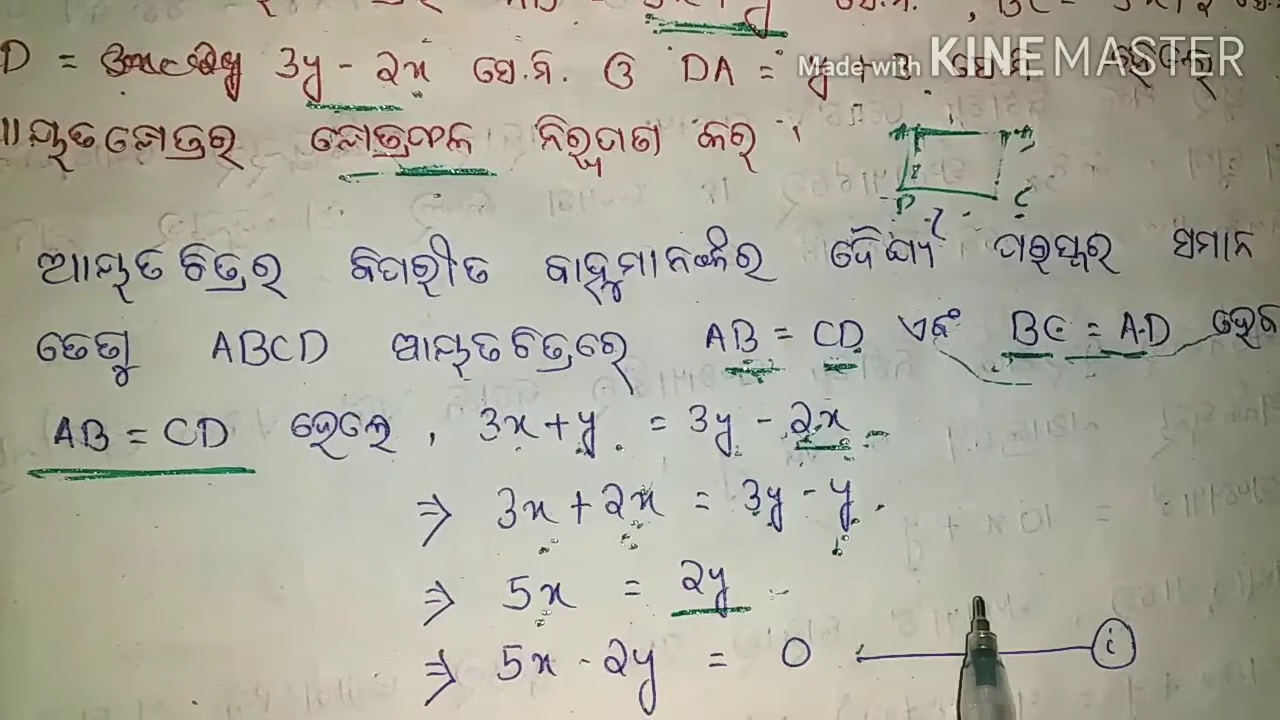 D = 3y - 2x ସେ.ମି. ଓ DA = y + 3 ସେ.ମି
Made with KINEMASTER
କ୍ଷେତ୍ରଫଳ ନିରୂପଣ କର ।
D C
ଆୟତଚିତ୍ରର ବିପରୀତ ବାହୁମାନଙ୍କର ଦୈର୍ଘ୍ୟ ପରସ୍ପର ସମାନ
ତେଣୁ ABCD ଆୟତଚିତ୍ରରେ AB = CD ଏବଂ BC = AD ହେବ
AB = CD ହେଲେ , 3x + y = 3y - 2x
⇒ 3x + 2x = 3y - y
⇒ 5x = 2y
⇒ 5x - 2y = 0 (i)